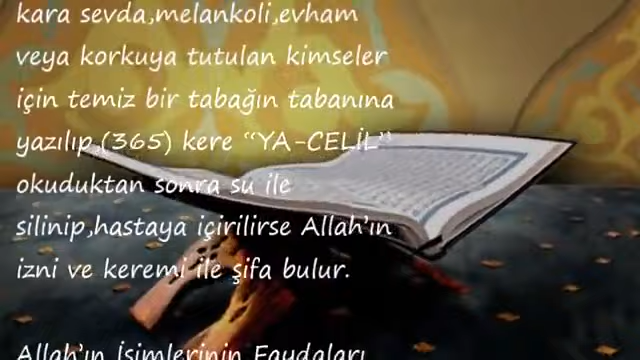 kara sevda,melankoli,evham
veya korkuya tutulan kimseler
için temiz bir tabağın tabanına
yazılıp,(365) kere “YA-CELİL”
okuduktan sonra su ile
silinip,hastaya içirilirse Allah’ın
izni ve keremi ile şifa bulur.
Allah’ın İsimlerinin Faydaları